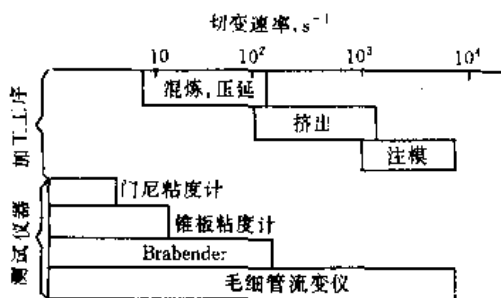 切变速率, s⁻¹
10 10² 10³ 10⁴
加工工序
混炼,压延
挤出
注模
测试仪器
门尼粘度计
锥板粘度计
Brabender
毛细管流变仪